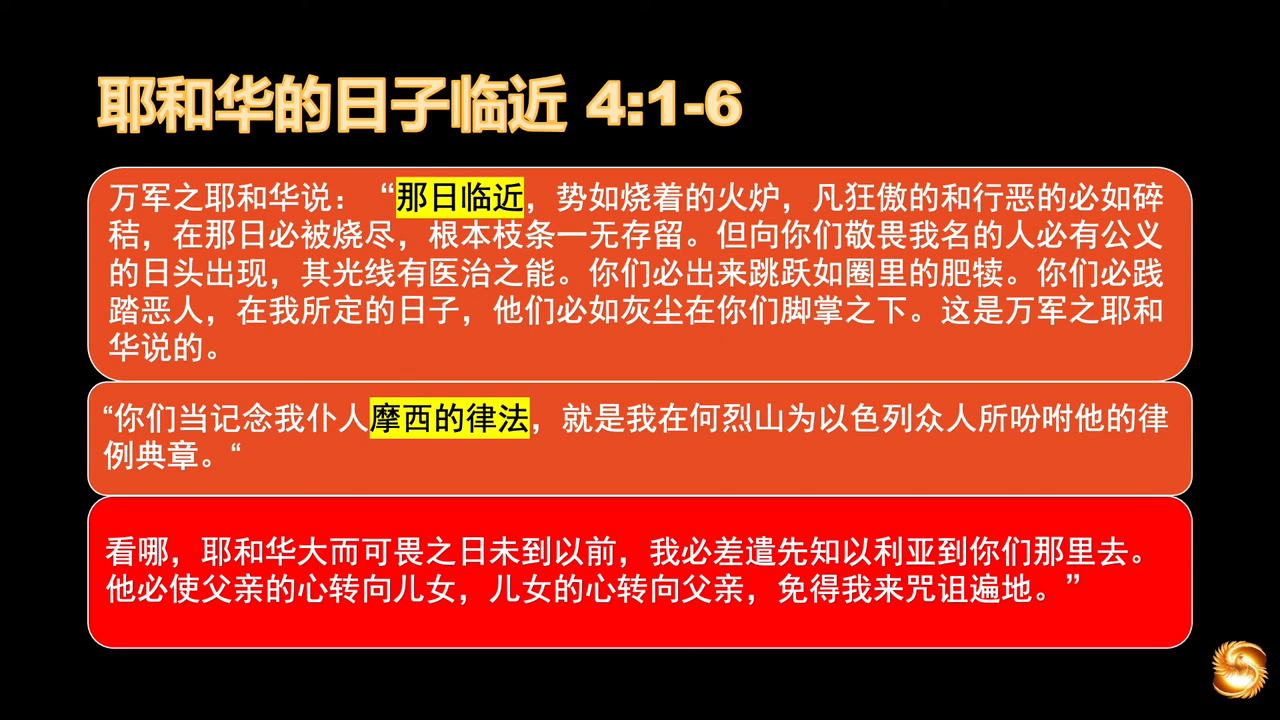 耶和华的日子临近 4:1-6
万军之耶和华说：“那日临近，势如烧着的火炉，凡狂傲的和行恶的必如碎
秸，在那日必被烧尽，根本枝条一无存留。但向你们敬畏我名的人必有公义
的日头出现，其光线有医治之能。你们必出来跳跃如圈里的肥犊。你们必践
踏恶人，在我所定的日子，他们必如灰尘在你们脚掌之下。这是万军之耶和
华说的。
“你们当记念我仆人摩西的律法，就是我在何烈山为以色列众人所吩咐他的律
例典章。“
看哪，耶和华大而可畏之日未到以前，我必差遣先知以利亚到你们那里去。
他必使父亲的心转向儿女，儿女的心转向父亲，免得我来咒诅遍地。”